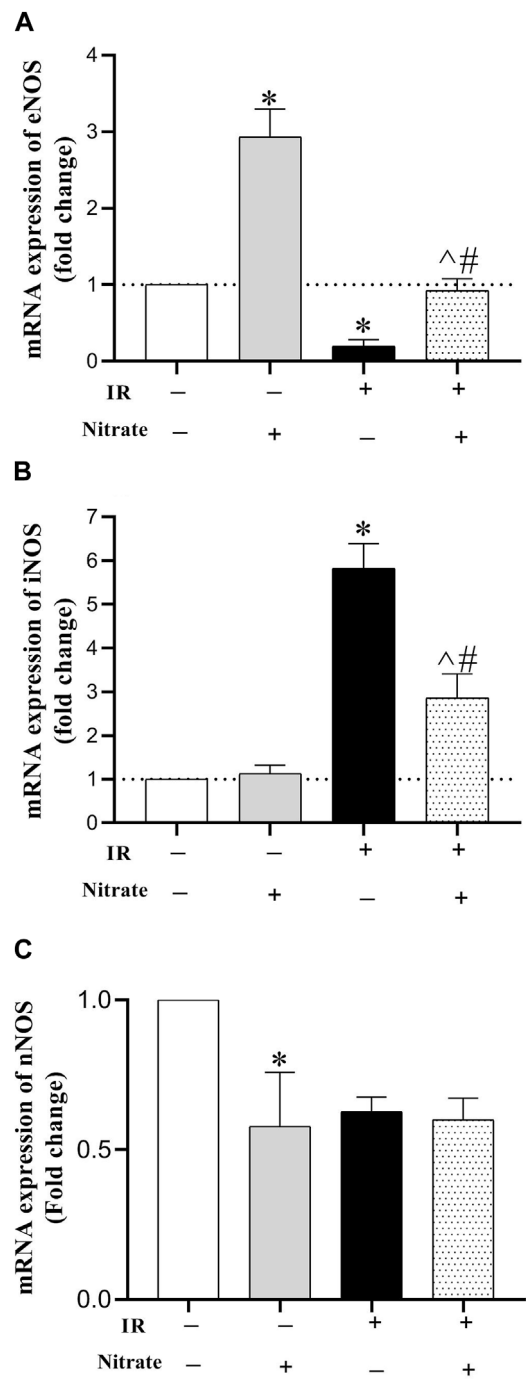 A
mRNA expression of eNOS
(fold change)
4
3
2
1
0
*
*
^#
IR – – + +
Nitrate – + – +
B
mRNA expression of iNOS
(fold change)
7
6
5
4
3
2
1
0
*
^#
IR – – + +
Nitrate – + – +
C
mRNA expression of nNOS
(Fold change)
1.0
0.5
0.0
*
IR – – + +
Nitrate – + – +